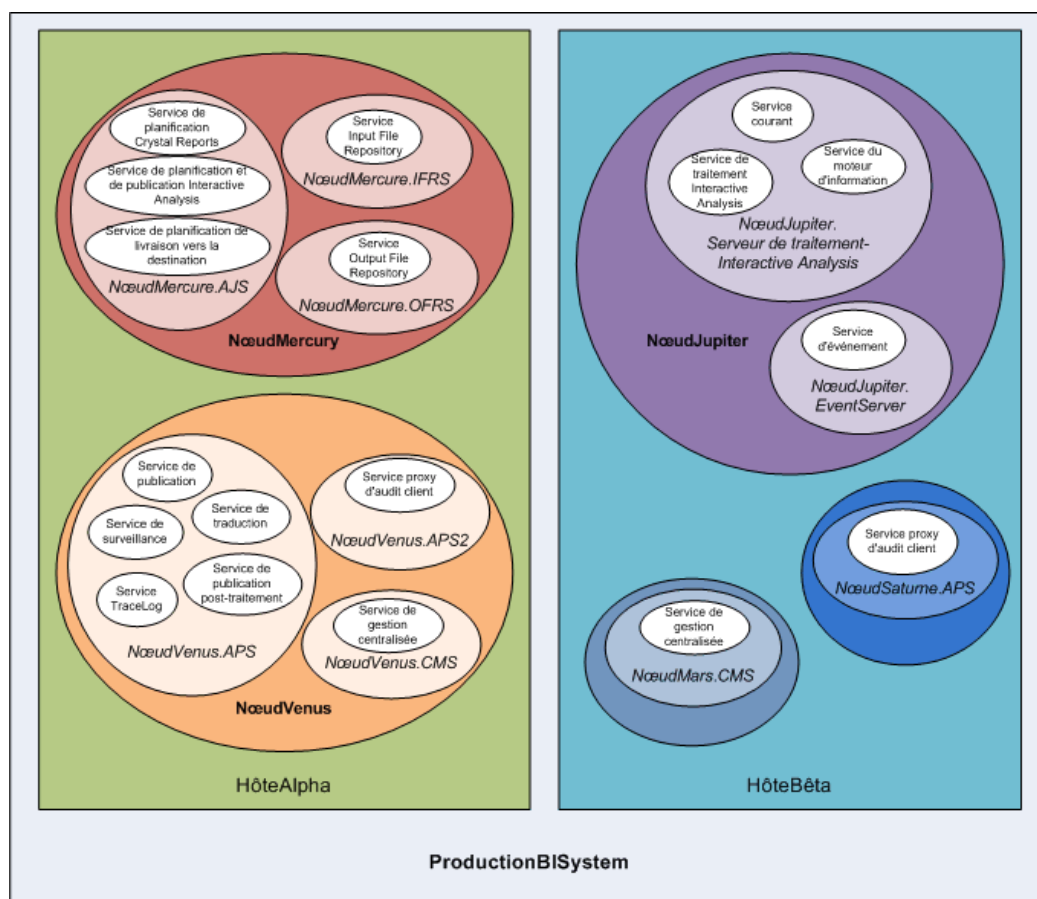 Service de
planification
Crystal Reports
Service de planification et
de publication Interactive
Analysis
Service de planification de
livraison vers la
destination
NœudMercure.AJS
Service
Input File
Repository
NœudMercure.IFRS
Service
Output File
Repository
NœudMercure.OFRS
NœudMercury
Service de
publication
Service de
surveillance
Service de
traduction
Service
TraceLog
Service de
publication
post-traitement
NœudVenus.APS
Service proxy
d'audit client
NœudVenus.APS2
Service de
gestion
centralisée
NœudVenus.CMS
NœudVenus
HôteAlpha
Service
courant
Service de
traitement
Interactive
Analysis
Service du
moteur
d'information
NœudJupiter.
Serveur de traitement-
Interactive Analysis
NœudJupiter
Service
d'événement
NœudJupiter.
EventServer
Service proxy
d'audit client
NœudSaturne.APS
Service de
gestion
centralisée
NœudMars.CMS
HôteBêta
ProductionBISystem